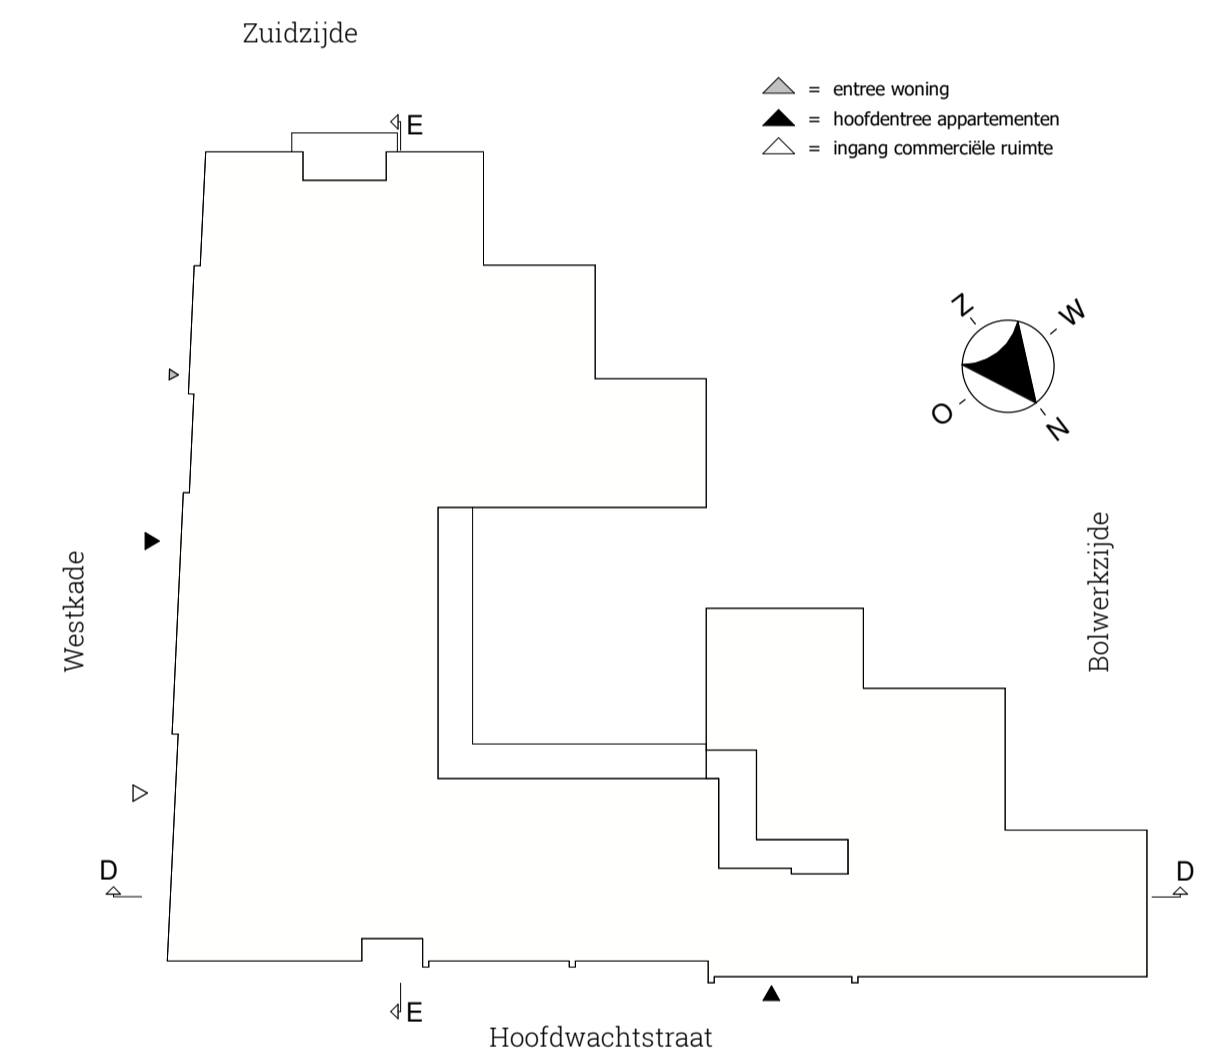 Zuidzijde
= entree woning
= hoofdentree appartementen
= ingang commerciële ruimte
E
Z
W
O
N
Westkade
Bolwerkzijde
D
D
E
Hoofdwachtstraat